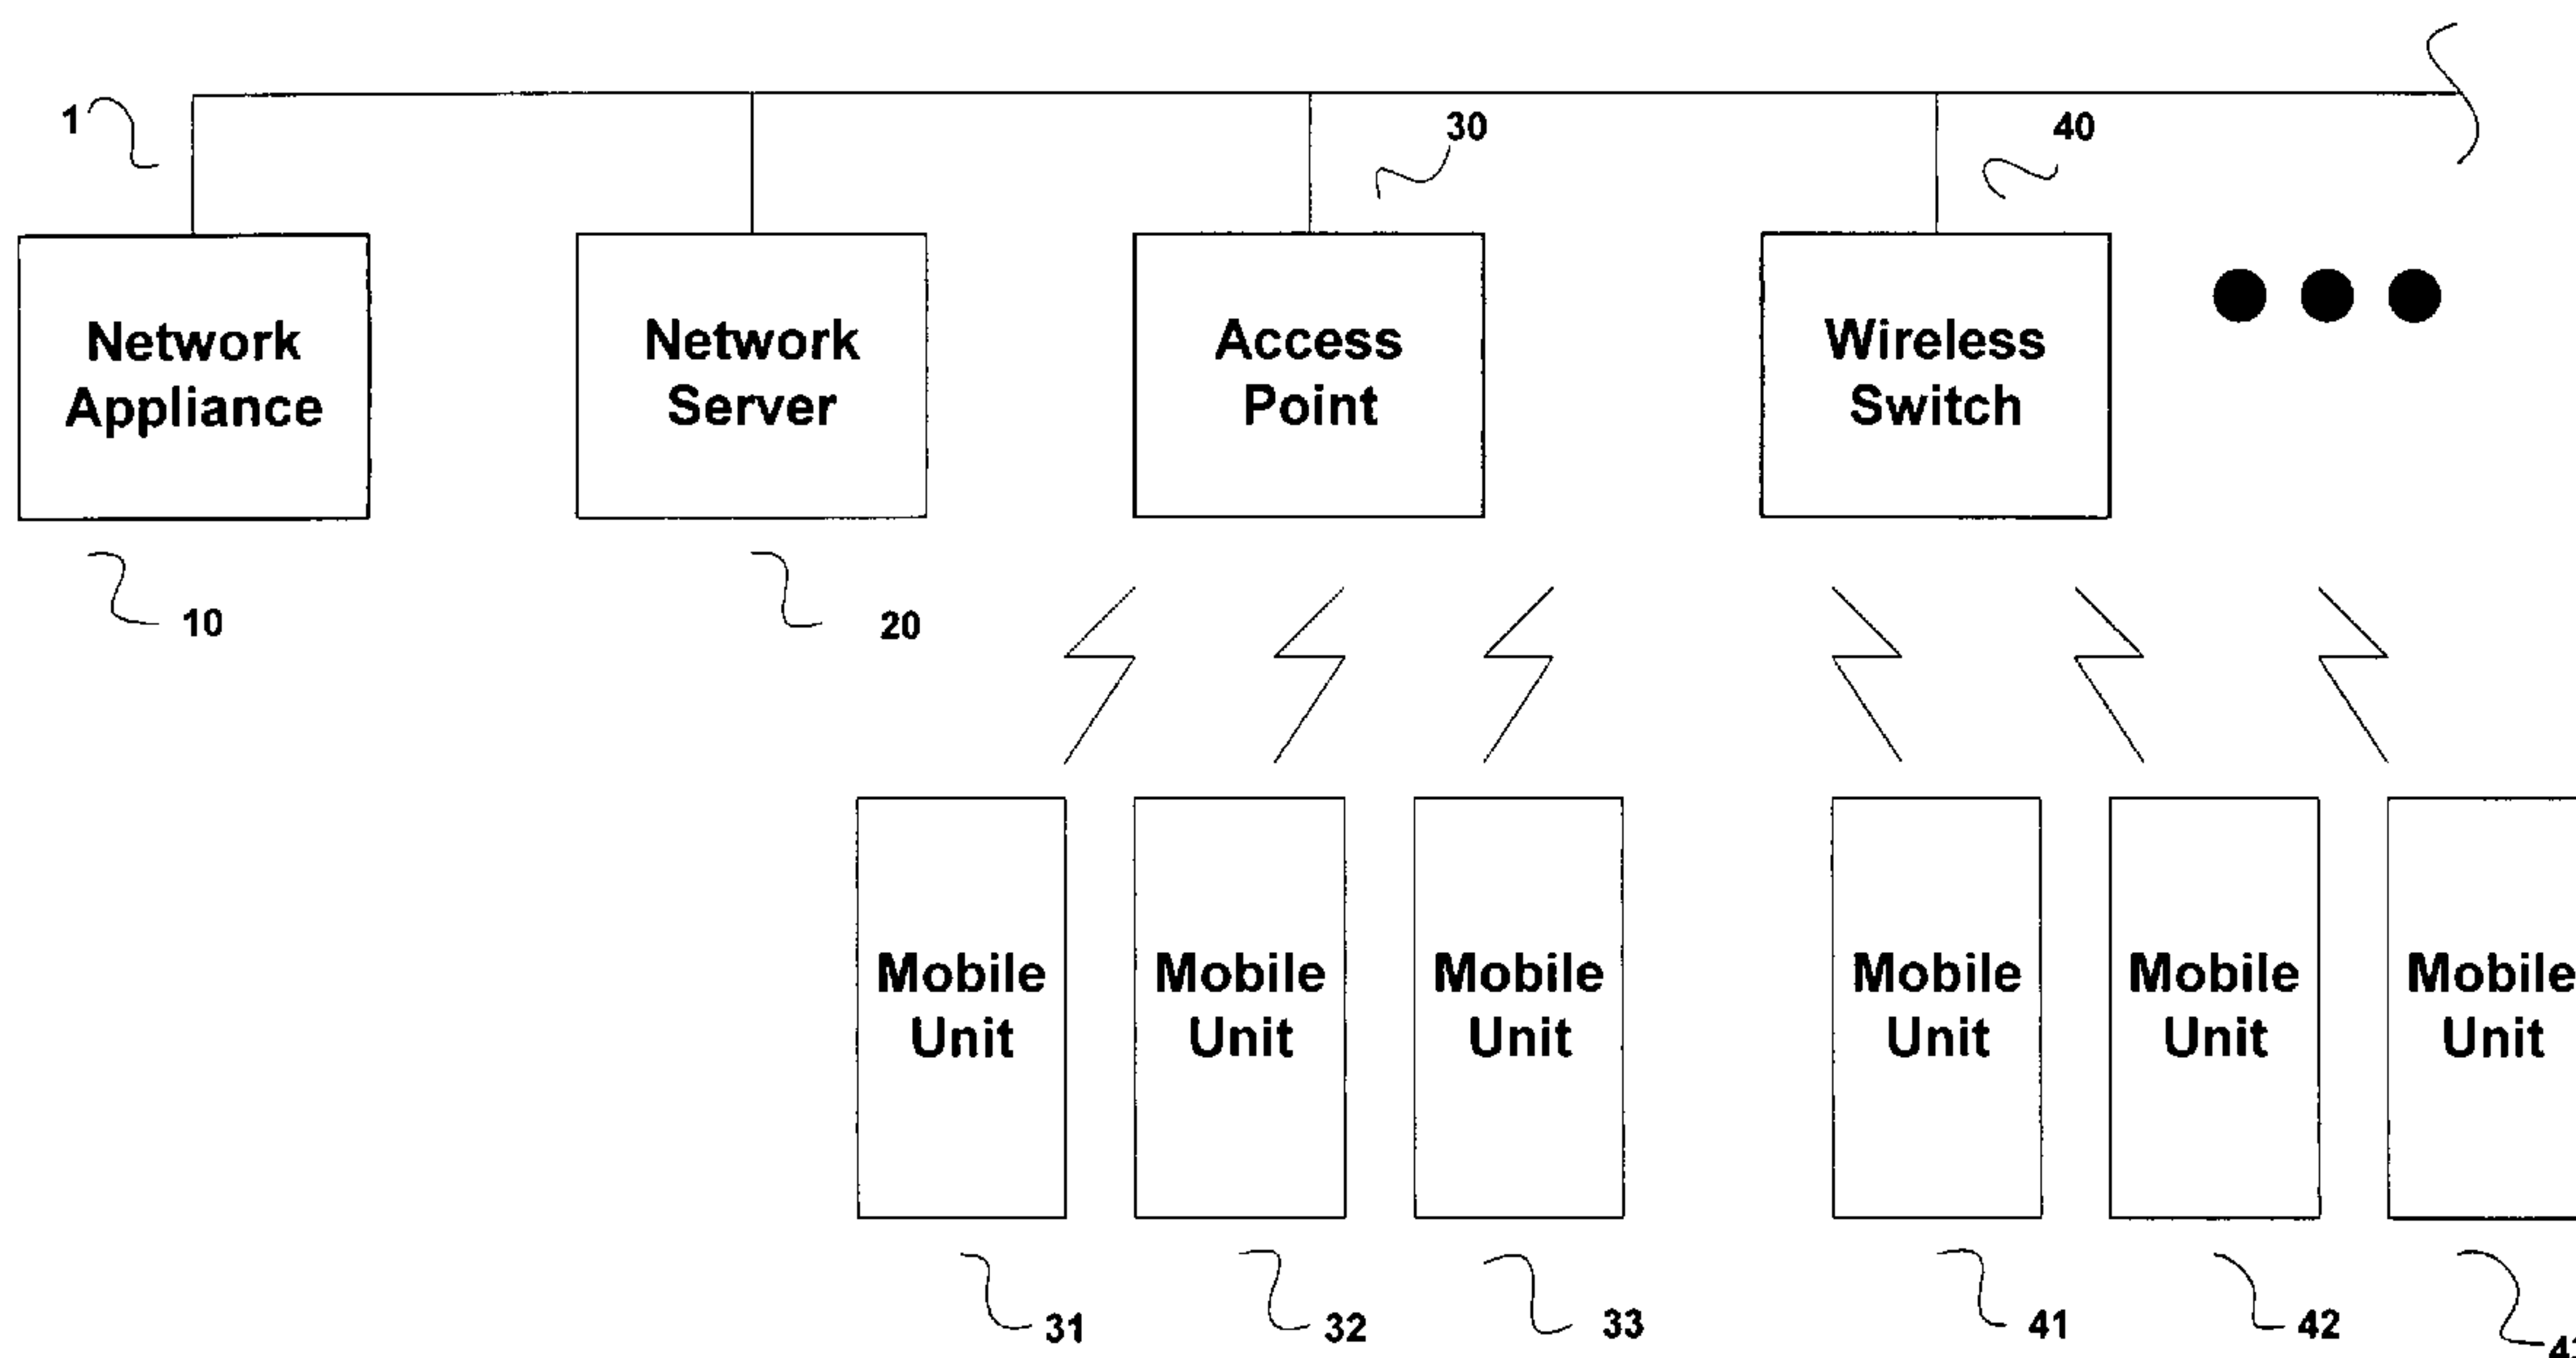 1
30
40
Network
Appliance
Network
Server
Access
Point
Wireless
Switch
10
20
Mobile
Unit
Mobile
Unit
Mobile
Unit
Mobile
Unit
Mobile
Unit
Mobile
Unit
31
32
33
41
42